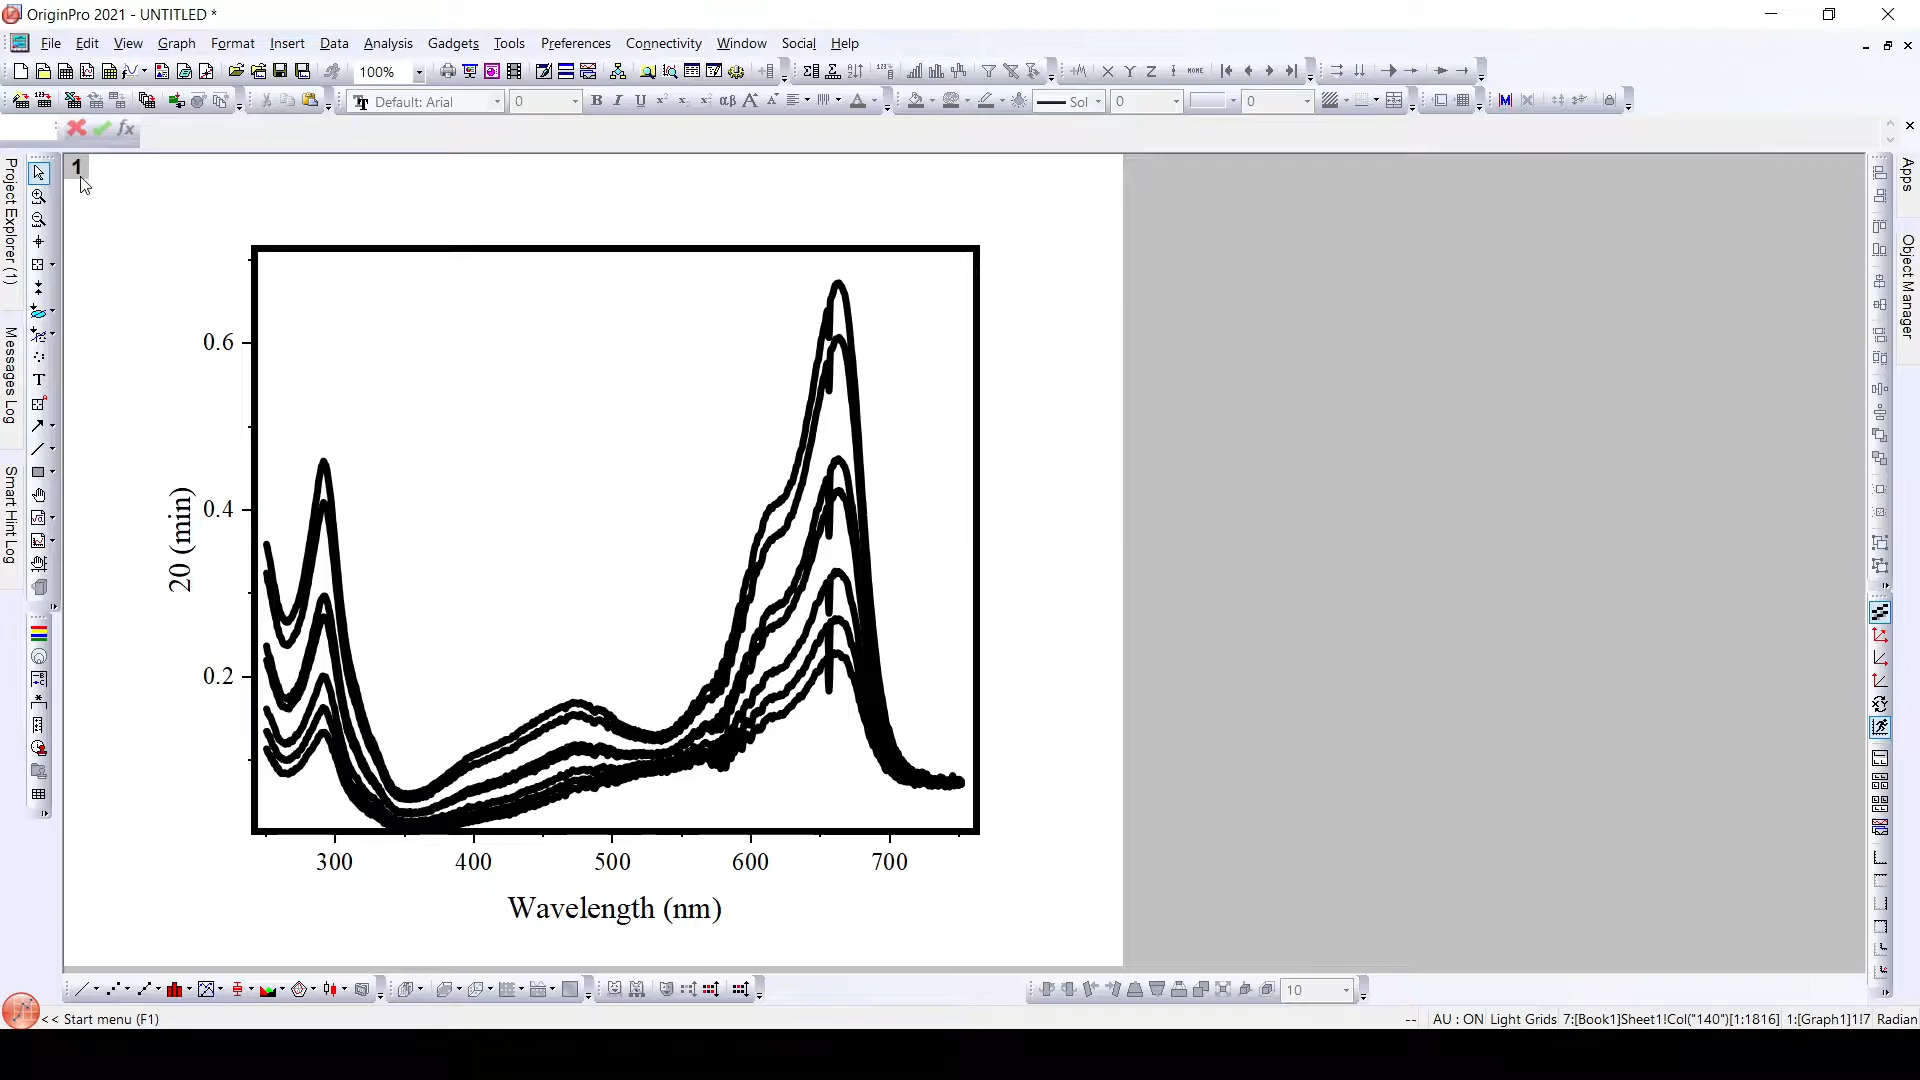 OriginPro 2021 - UNTITLED *
File Edit View Graph Format Insert Data Analysis Gadgets Tools Preferences Connectivity Window Social Help
100%
Default: Arial 0 B I U Sol 0 0
fx
1
Project Explorer (1)
Messages Log
Smart Hint Log
Apps
Object Manager
0.6
0.4
0.2
20 (min)
300 400 500 600 700
Wavelength (nm)
10
<< Start menu (F1)
-- AU : ON Light Grids 7:[Book1]Sheet1!Col("140")[1:1816] 1:[Graph1]1!7 Radian